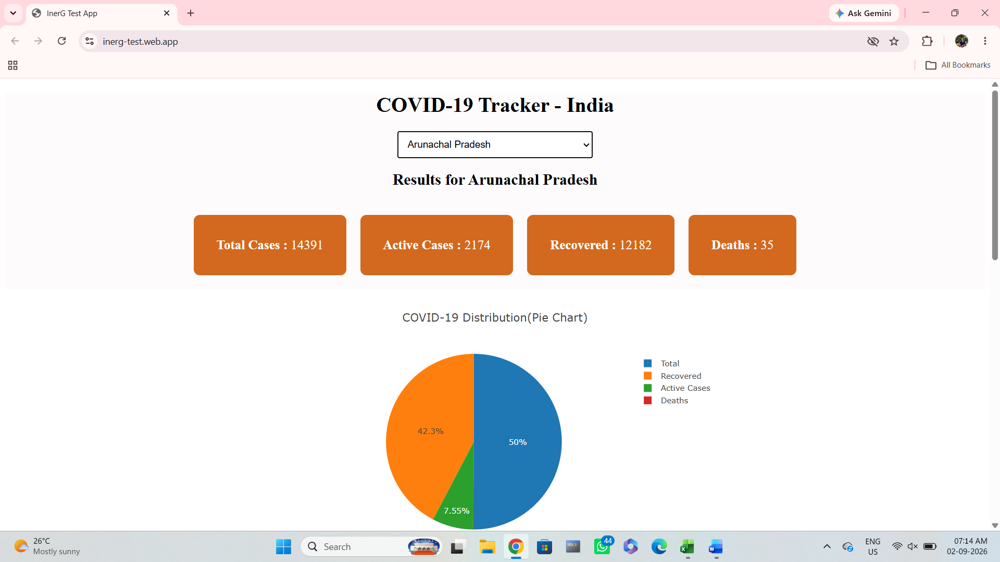 InerG Test App
Ask Gemini
inerg-test.web.app
All Bookmarks
COVID-19 Tracker - India
Arunachal Pradesh
Results for Arunachal Pradesh
Total Cases : 14391
Active Cases : 2174
Recovered : 12182
Deaths : 35
COVID-19 Distribution(Pie Chart)
Total
Recovered
Active Cases
Deaths
42.3%
50%
7.55%
26°C
Mostly sunny
Search
SQL>
44
ENG
US
07:14 AM
02-09-2026